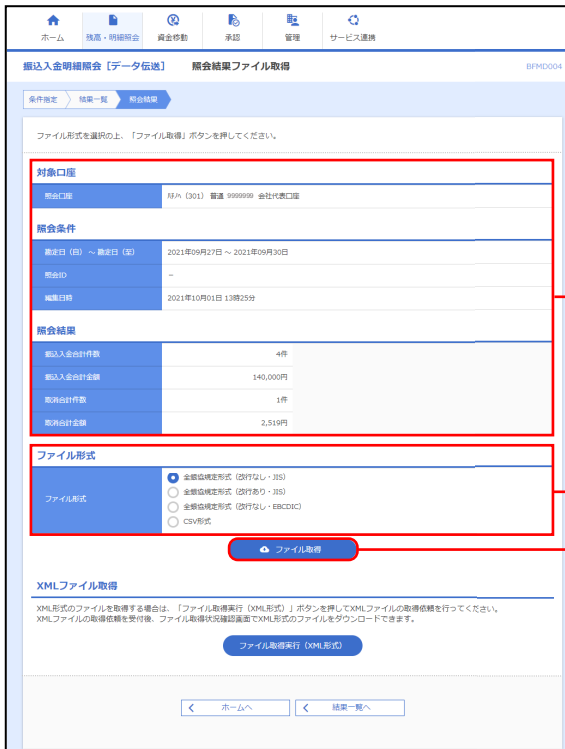 ホーム
残高・明細照会
資金移動
承認
管理
サービス連携
振込入金明細照会［データ伝送］ 照会結果ファイル取得
BFMD004
条件指定
結果一覧
照会結果
ファイル形式を選択の上、「ファイル取得」ボタンを押してください。
対象口座
照会口座
（301） 普通 9999999 会社代表口座
照会条件
勘定日（自） ～ 勘定日（至） 2021年09月27日 ～ 2021年09月30日
照会ID －
編集日時 2021年10月01日 13時25分
照会結果
振込入金合計件数 4件
振込入金合計金額 140,000円
取消合計件数 1件
取消合計金額 2,519円
ファイル形式
ファイル形式
全銀協規定形式（改行なし・JIS）
全銀協規定形式（改行あり・JIS）
全銀協規定形式（改行なし・EBCDIC）
CSV形式
ファイル取得
XMLファイル取得
XML形式のファイルを取得する場合は、「ファイル取得実行（XML形式）」ボタンを押してXMLファイルの取得依頼を行ってください。
XMLファイルの取得依頼を受付後、ファイル取得状況確認画面でXML形式のファイルをダウンロードできます。
ファイル取得実行（XML形式）
ホームへ
結果一覧へ